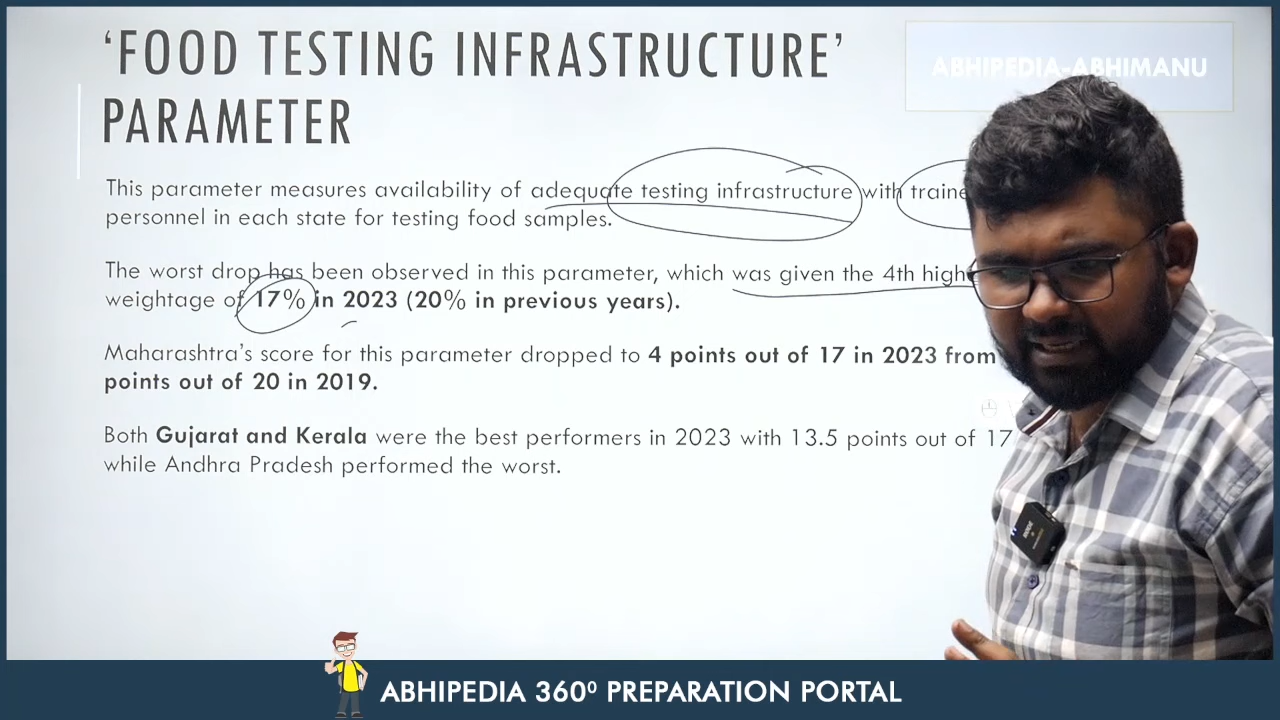 ‘FOOD TESTING INFRASTRUCTURE’
PARAMETER
ABHIPEDIA-ABHIMANU
This parameter measures availability of adequate testing infrastructure with
personnel in each state for testing food samples.
The worst drop has been observed in this parameter, which was given the 4th
weightage of 17% in 2023 (20% in previous years).
Maharashtra’s score for this parameter dropped to 4 points out of 17 in 2023 from
points out of 20 in 2019.
Both Gujarat and Kerala were the best performers in 2023 with 13.5 points out of 17
while Andhra Pradesh performed the worst.
ABHIPEDIA 360⁰ PREPARATION PORTAL